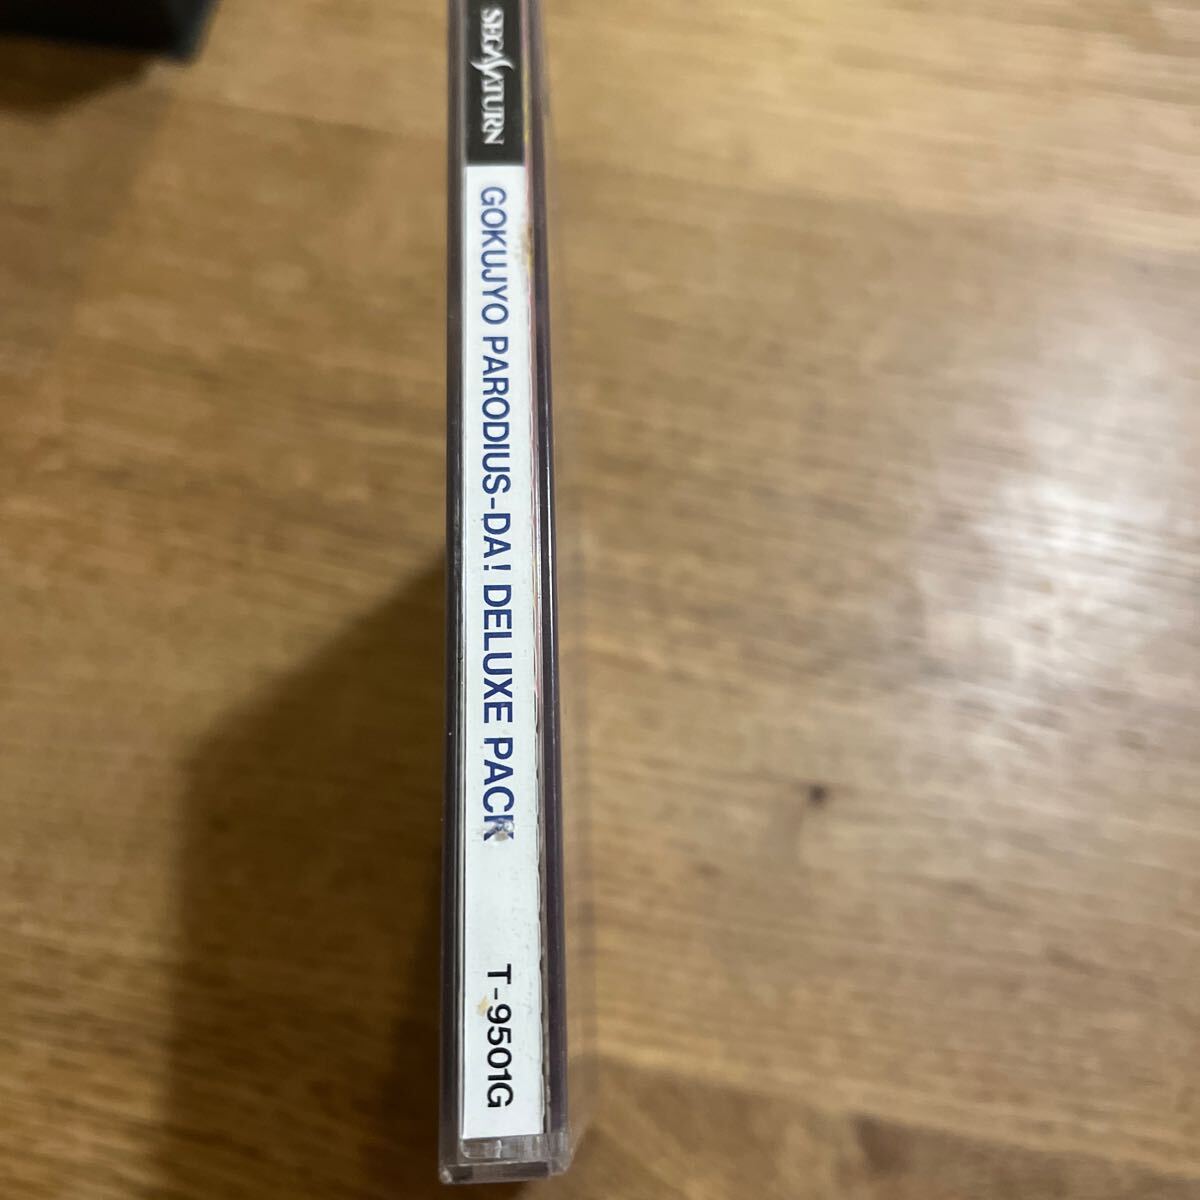 SEGA SATURN
GOKUJYO PARODIUS-DA! DELUXE PACK
T-9501G